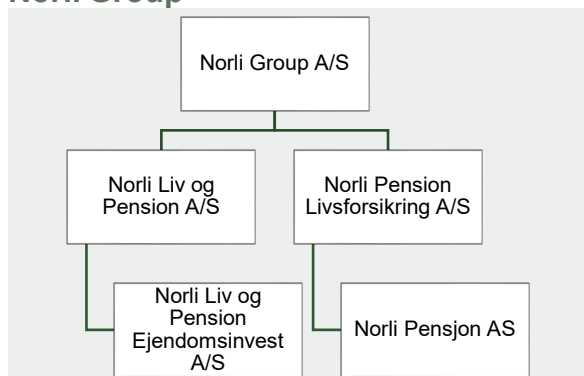 Norli Group
Norli Group A/S
Norli Liv og
Pension A/S
Norli Pension
Livsforsikring A/S
Norli Liv og
Pension
Ejendomsinvest
A/S
Norli Pensjon AS